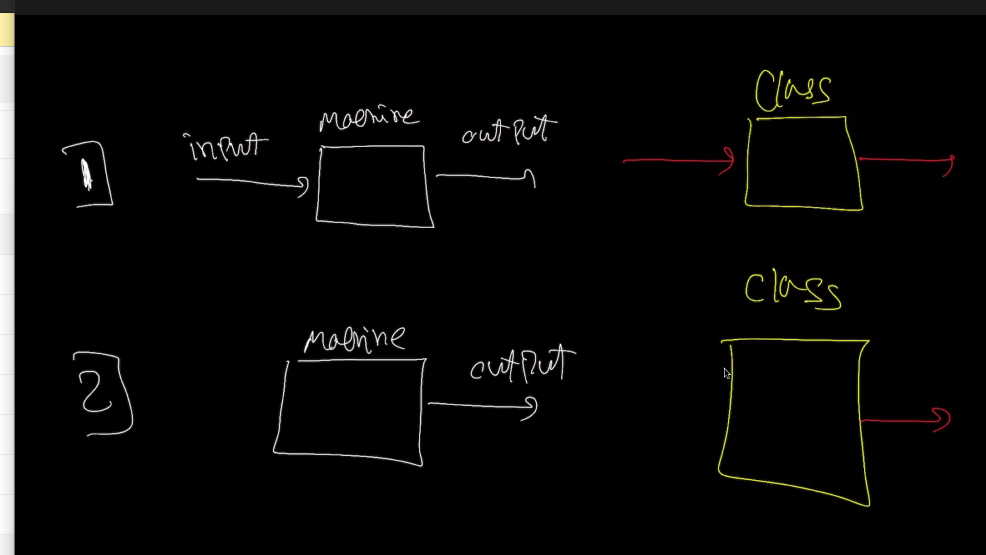 Class
Machine
input
output
1
Class
Machine
output
2